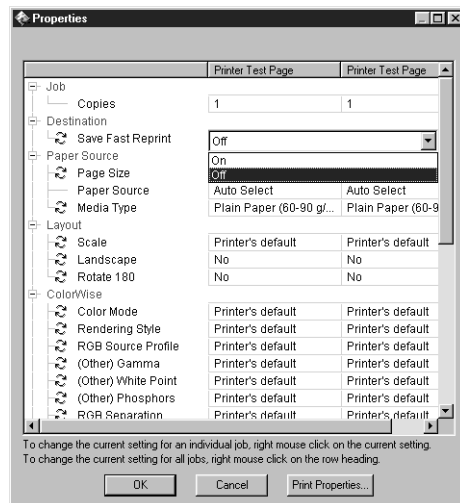 Properties
Printer Test Page Printer Test Page
Job
Copies 1 1
Destination
Save Fast Reprint Off
On
Paper Source Off
Page Size
Paper Source Auto Select Auto Select
Media Type Plain Paper (60-90 g/... Plain Paper (60-9
Layout
Scale Printer's default Printer's default
Landscape No No
Rotate 180 No No
ColorWise
Color Mode Printer's default Printer's default
Rendering Style Printer's default Printer's default
RGB Source Profile Printer's default Printer's default
(Other) Gamma Printer's default Printer's default
(Other) White Point Printer's default Printer's default
(Other) Phosphors Printer's default Printer's default
RGB Separation Printer's default Printer's default
To change the current setting for an individual job, right mouse click on the current setting.
To change the current setting for all jobs, right mouse click on the row heading.
OK Cancel Print Properties...